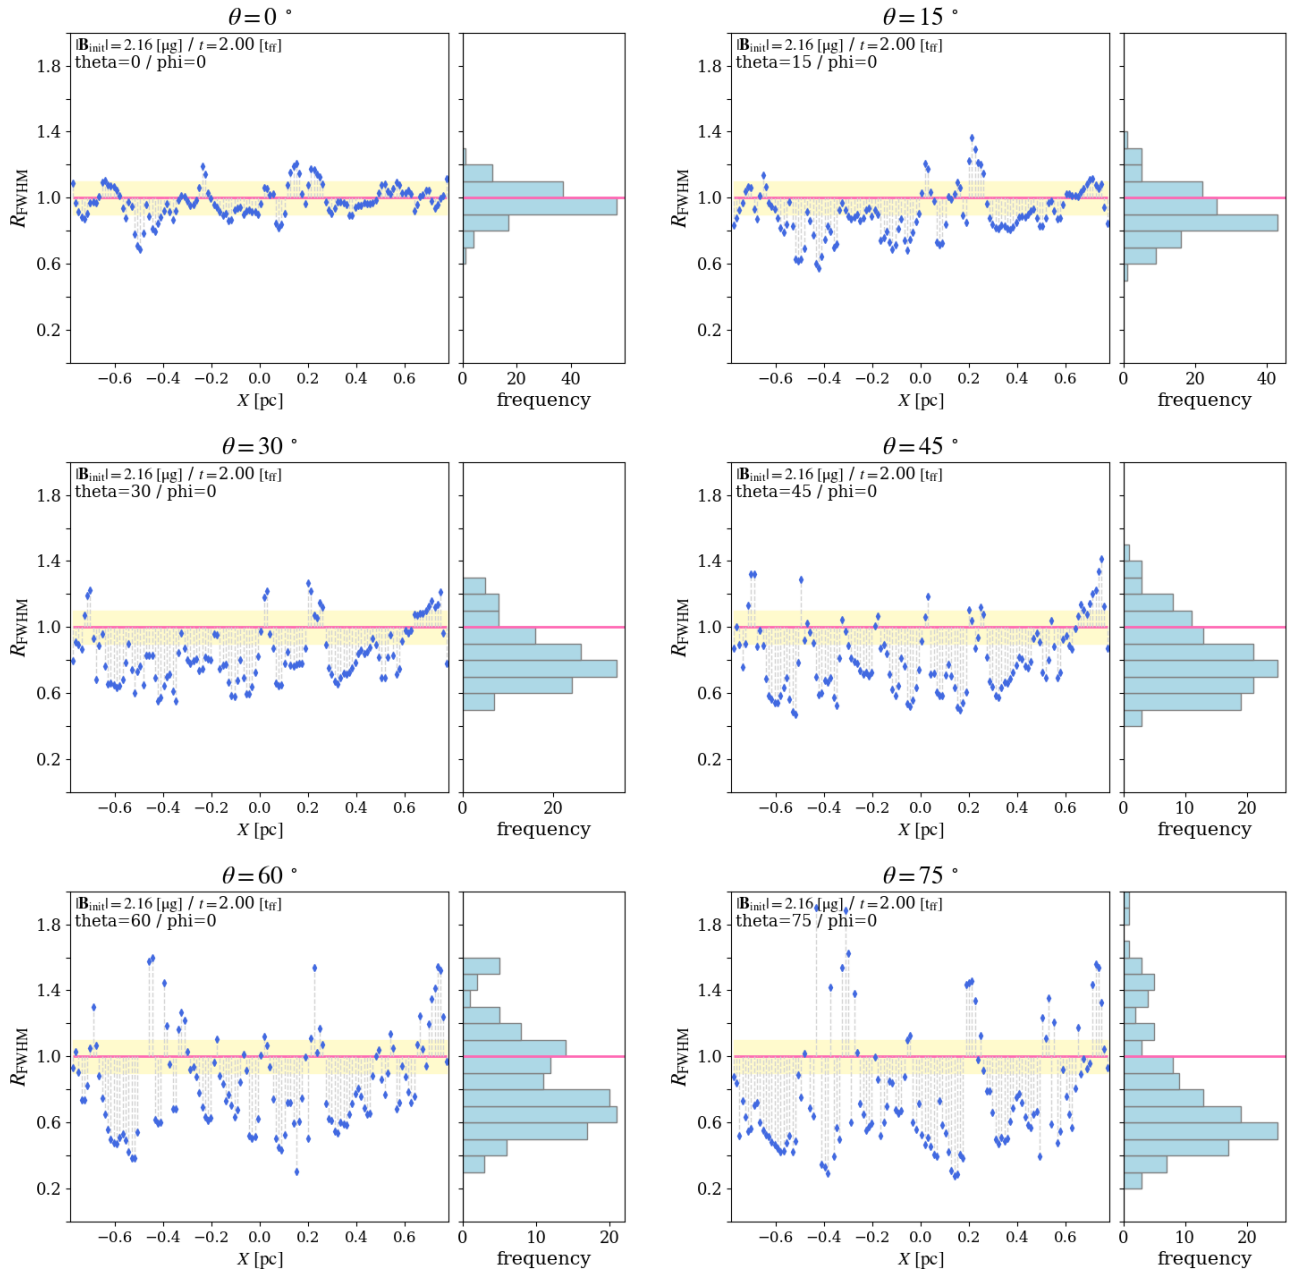 θ = 0 °
|B_init| = 2.16 [μg] / t = 2.00 [t_ff]
theta=0 / phi=0
R_FWHM
1.8
1.4
1.0
0.6
0.2
−0.6 −0.4 −0.2 0.0 0.2 0.4 0.6
X [pc]
0 20 40
frequency
θ = 15 °
|B_init| = 2.16 [μg] / t = 2.00 [t_ff]
theta=15 / phi=0
R_FWHM
1.8
1.4
1.0
0.6
0.2
−0.6 −0.4 −0.2 0.0 0.2 0.4 0.6
X [pc]
0 20 40
frequency
θ = 30 °
|B_init| = 2.16 [μg] / t = 2.00 [t_ff]
theta=30 / phi=0
R_FWHM
1.8
1.4
1.0
0.6
0.2
−0.6 −0.4 −0.2 0.0 0.2 0.4 0.6
X [pc]
0 20
frequency
θ = 45 °
|B_init| = 2.16 [μg] / t = 2.00 [t_ff]
theta=45 / phi=0
R_FWHM
1.8
1.4
1.0
0.6
0.2
−0.6 −0.4 −0.2 0.0 0.2 0.4 0.6
X [pc]
0 10 20
frequency
θ = 60 °
|B_init| = 2.16 [μg] / t = 2.00 [t_ff]
theta=60 / phi=0
R_FWHM
1.8
1.4
1.0
0.6
0.2
−0.6 −0.4 −0.2 0.0 0.2 0.4 0.6
X [pc]
0 10 20
frequency
θ = 75 °
|B_init| = 2.16 [μg] / t = 2.00 [t_ff]
theta=75 / phi=0
R_FWHM
1.8
1.4
1.0
0.6
0.2
−0.6 −0.4 −0.2 0.0 0.2 0.4 0.6
X [pc]
0 10 20
frequency